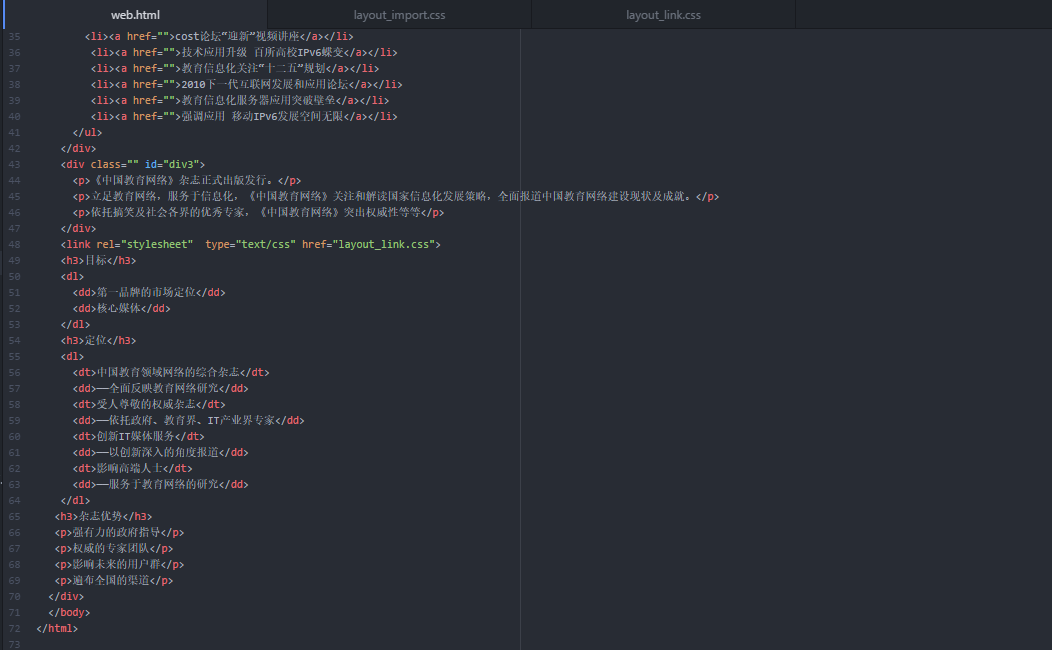 web.html layout_import.css layout_link.css
35 <li><a href="">cost论坛“迎新”视频讲座</a></li>
36 <li><a href="">技术应用升级 百所高校IPv6蝶变</a></li>
37 <li><a href="">教育信息化关注“十二五”规划</a></li>
38 <li><a href="">2010下一代互联网发展和应用论坛</a></li>
39 <li><a href="">教育信息化服务器应用突破壁垒</a></li>
40 <li><a href="">强调应用 移动IPv6发展空间无限</a></li>
41 </ul>
42 </div>
43 <div class="" id="div3">
44 <p>《中国教育网络》杂志正式出版发行。</p>
45 <p>立足教育网络，服务于信息化，《中国教育网络》关注和解读国家信息化发展策略，全面报道中国教育网络建设现状及成就。</p>
46 <p>依托搞笑及社会各界的优秀专家，《中国教育网络》突出权威性等等</p>
47 </div>
48 <link rel="stylesheet"  type="text/css" href="layout_link.css">
49 <h3>目标</h3>
50 <dl>
51 <dd>第一品牌的市场定位</dd>
52 <dd>核心媒体</dd>
53 </dl>
54 <h3>定位</h3>
55 <dl>
56 <dt>中国教育领域网络的综合杂志</dt>
57 <dd>——全面反映教育网络研究</dd>
58 <dt>受人尊敬的权威杂志</dt>
59 <dd>——依托政府、教育界、IT产业界专家</dd>
60 <dt>创新IT媒体服务</dt>
61 <dd>——以创新深入的角度报道</dd>
62 <dt>影响高端人士</dt>
63 <dd>——服务于教育网络的研究</dd>
64 </dl>
65 <h3>杂志优势</h3>
66 <p>强有力的政府指导</p>
67 <p>权威的专家团队</p>
68 <p>影响未来的用户群</p>
69 <p>遍布全国的渠道</p>
70 </div>
71 </body>
72 </html>
73